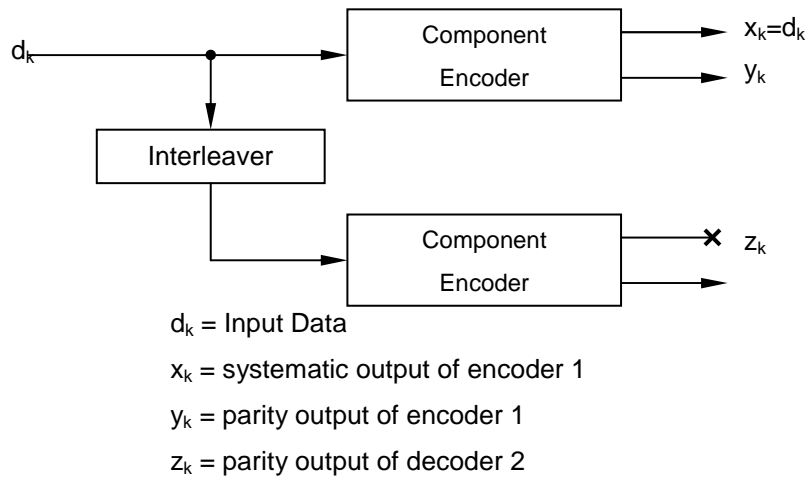 d_k
Component
Encoder
x_k=d_k
y_k
Interleaver
Component
Encoder
z_k
d_k = Input Data
x_k = systematic output of encoder 1
y_k = parity output of encoder 1
z_k = parity output of decoder 2